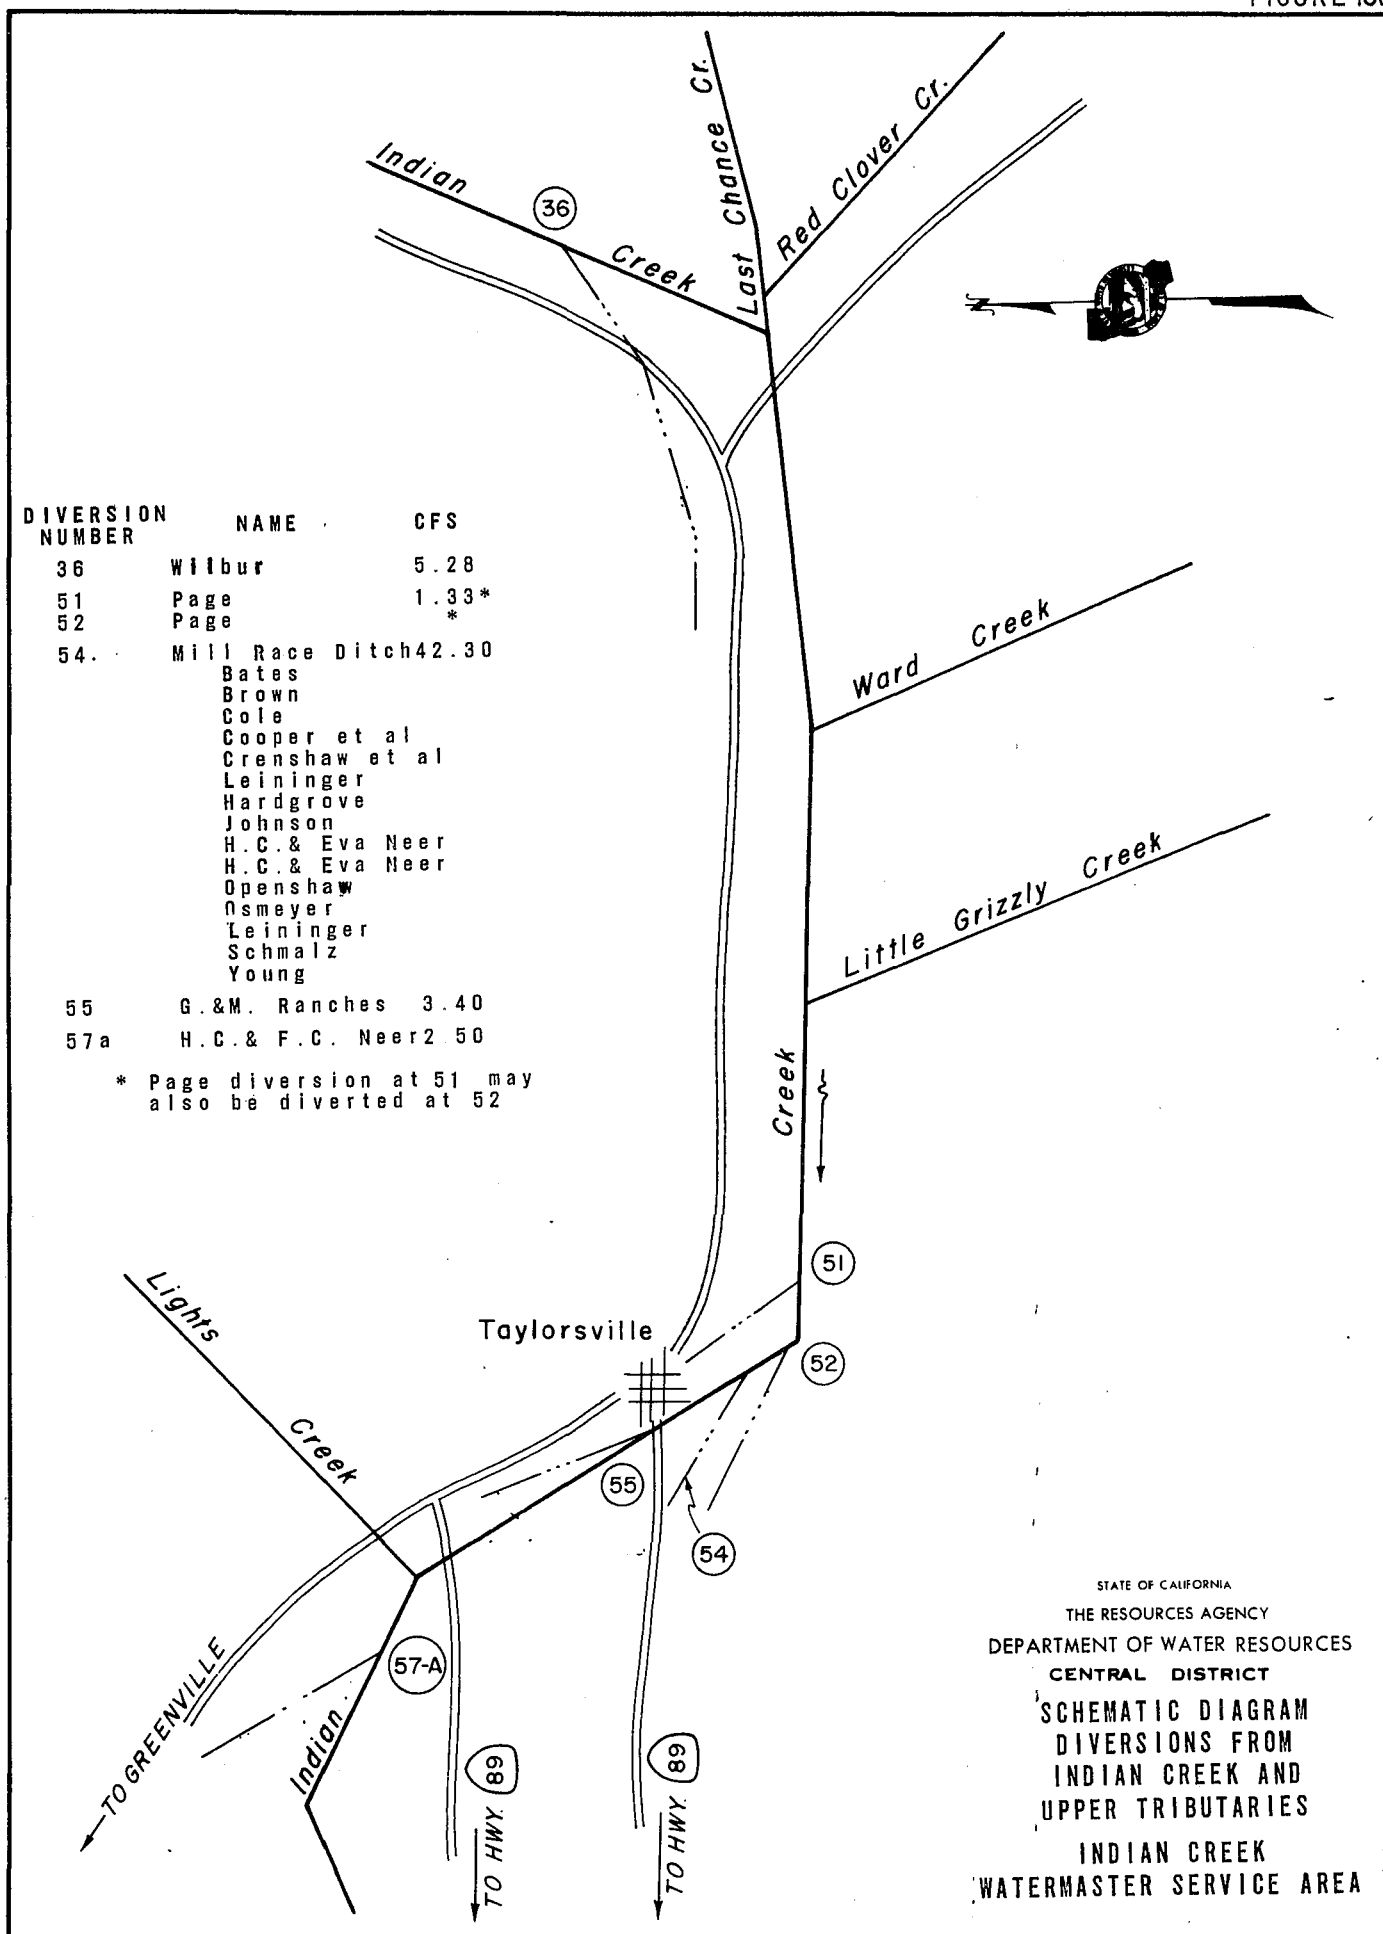 Last Chance Cr.
Red Clover Cr.
Indian Creek
36
N
DIVERSION NUMBER NAME CFS
36 Wilbur 5.28
51 Page 1.33*
52 Page *
54. Mill Race Ditch 42.30
Bates
Brown
Cole
Cooper et al
Crenshaw et al
Leininger
Hardgrove
Johnson
H.C.& Eva Neer
H.C.& Eva Neer
Openshaw
Osmeyer
Leininger
Schmalz
Young
55 G.&M. Ranches 3.40
57a H.C.& F.C. Neer 2 50
* Page diversion at 51 may
also be diverted at 52
Ward Creek
Little Grizzly Creek
Creek
51
Taylorsville
52
Lights Creek
55
54
57-A
Indian
TO GREENVILLE
89
TO HWY.
89
TO HWY.
STATE OF CALIFORNIA
THE RESOURCES AGENCY
DEPARTMENT OF WATER RESOURCES
CENTRAL DISTRICT
SCHEMATIC DIAGRAM
DIVERSIONS FROM
INDIAN CREEK AND
UPPER TRIBUTARIES
INDIAN CREEK
WATERMASTER SERVICE AREA